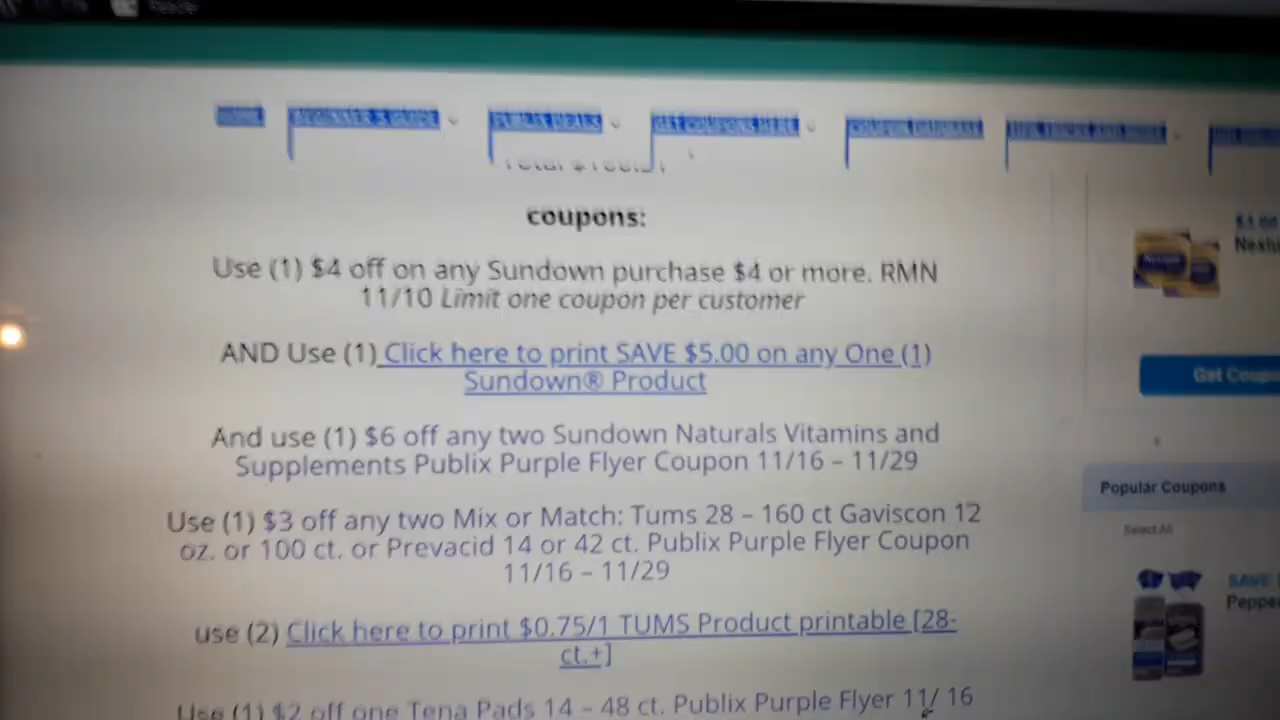 coupons:
Use (1) $4 off on any Sundown purchase $4 or more. RMN
11/10 Limit one coupon per customer
AND Use (1) Click here to print SAVE $5.00 on any One (1)
Sundown® Product
And use (1) $6 off any two Sundown Naturals Vitamins and
Supplements Publix Purple Flyer Coupon 11/16 – 11/29
Use (1) $3 off any two Mix or Match: Tums 28 – 160 ct Gaviscon 12
oz. or 100 ct. or Prevacid 14 or 42 ct. Publix Purple Flyer Coupon
11/16 – 11/29
use (2) Click here to print $0.75/1 TUMS Product printable [28-
ct.+]
Use (1) $2 off one Tena Pads 14 – 48 ct. Publix Purple Flyer 11/ 16
Get Coupo
Popular Coupons
Select All
SAVE
Peppe